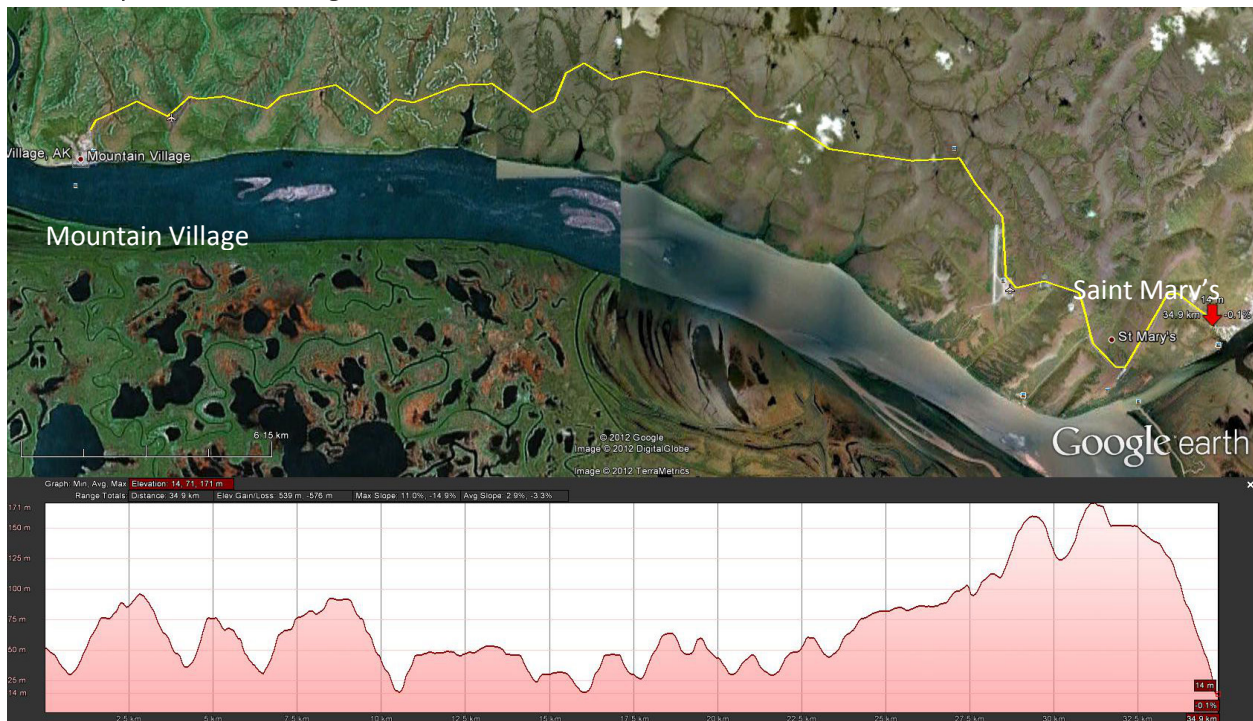 Village, AK
Mountain Village
Mountain Village
Saint Mary's
14 m
34.9 km
-0.1%
St Mary's
6.15 km
© 2012 Google
Image © 2012 DigitalGlobe
Image © 2012 TerraMetrics
Google earth
Graph: Min, Avg, Max Elevation: 14, 71, 171 m
Range Totals: Distance: 34.9 km Elev Gain/Loss: 539 m -576 m Max Slope: 11.0%, -14.9% Avg Slope: 2.9%, -3.3%
171 m
150 m
125 m
100 m
75 m
50 m
25 m
14 m
14 m
-0.1%
2.5 km 5 km 7.5 km 10 km 12.5 km 15 km 17.5 km 20 km 22.5 km 25 km 27.5 km 30 km 32.5 km 34.9 km